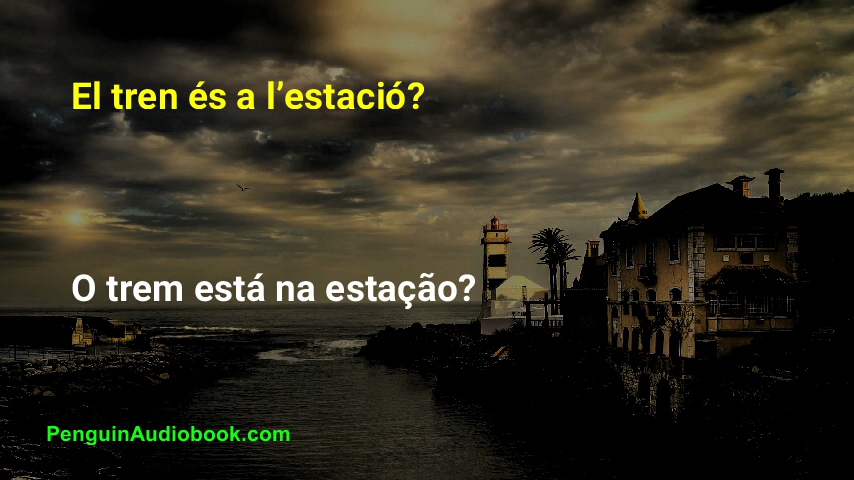 El tren és a l’estació?
O trem está na estação?
PenguinAudiobook.com